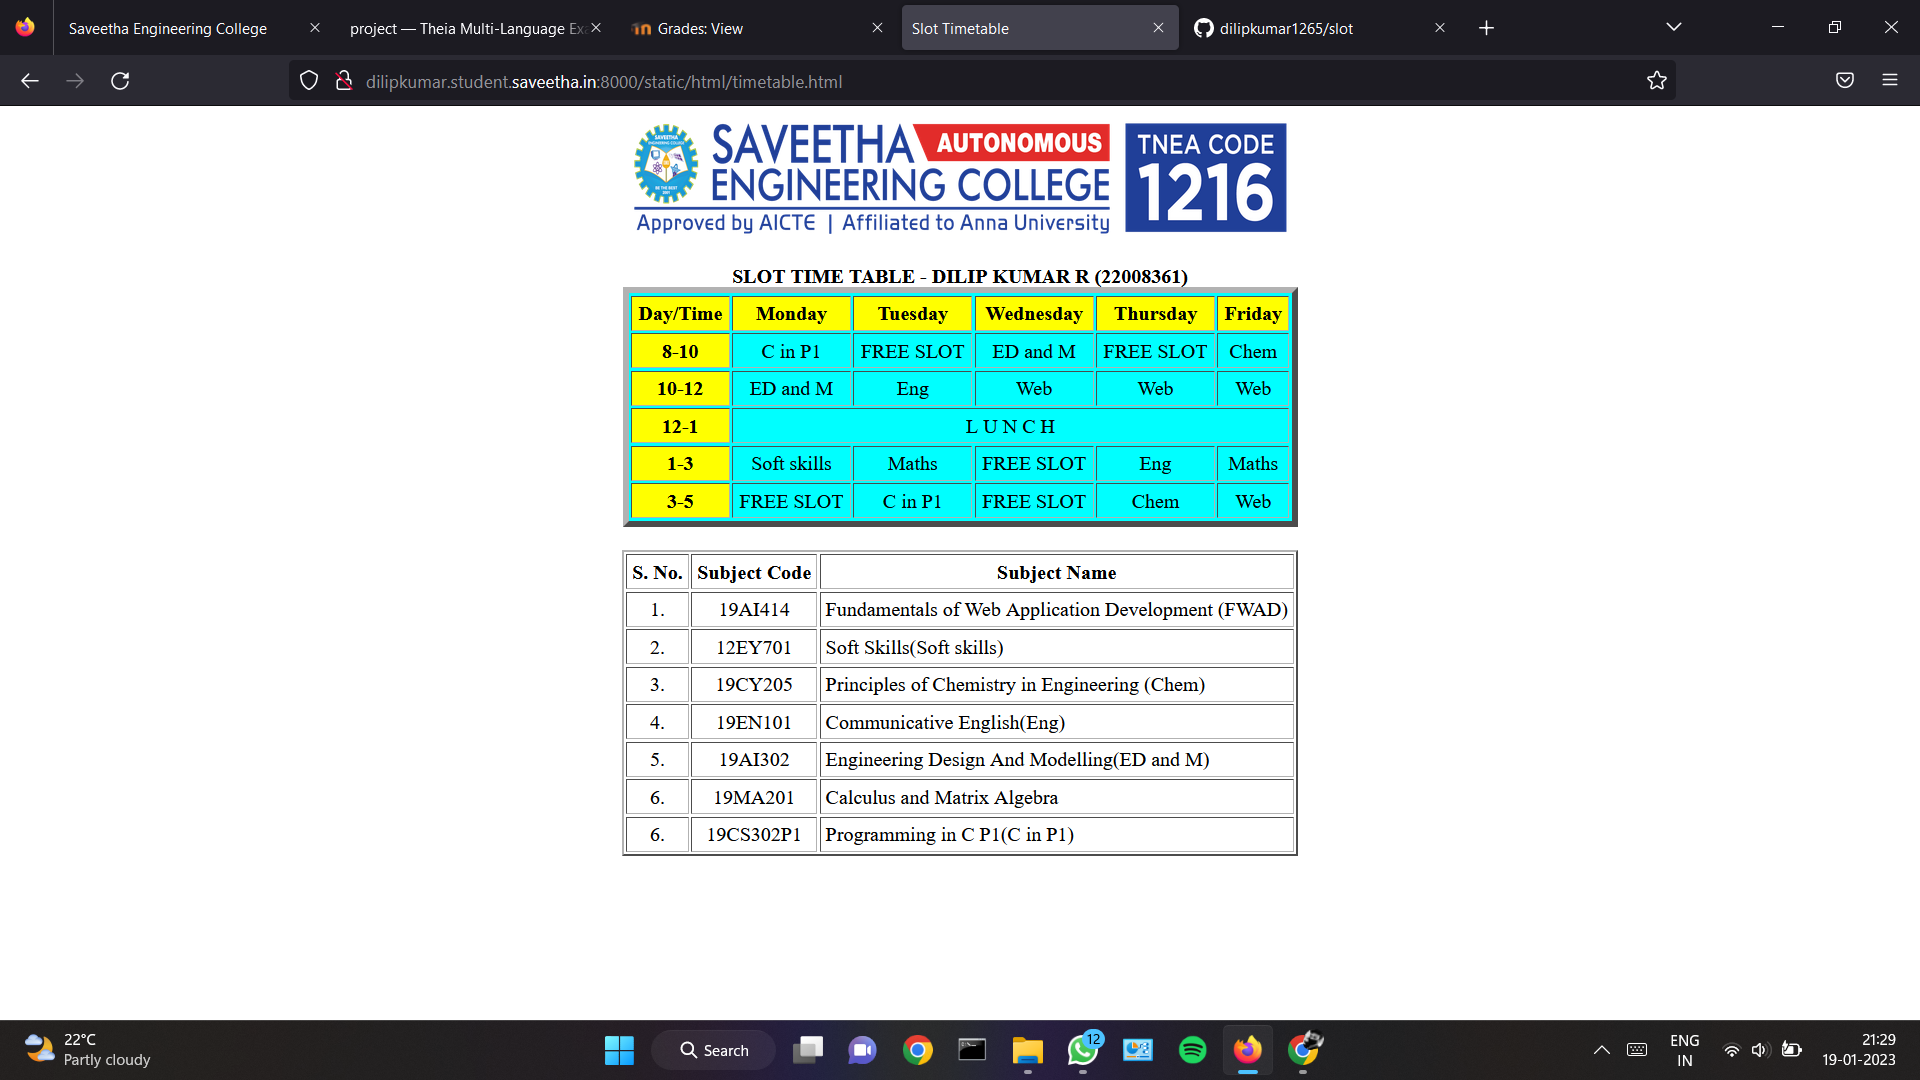 Saveetha Engineering College
project — Theia Multi-Language Ex
Grades: View
Slot Timetable
dilipkumar1265/slot
dilipkumar.student.saveetha.in:8000/static/html/timetable.html
SAVEETHA AUTONOMOUS
ENGINEERING COLLEGE
Approved by AICTE | Affiliated to Anna University
TNEA CODE
1216
SLOT TIME TABLE - DILIP KUMAR R (22008361)
Day/Time Monday Tuesday Wednesday Thursday Friday
8-10 C in P1 FREE SLOT ED and M FREE SLOT Chem
10-12 ED and M Eng Web Web Web
12-1 L U N C H
1-3 Soft skills Maths FREE SLOT Eng Maths
3-5 FREE SLOT C in P1 FREE SLOT Chem Web
S. No. Subject Code Subject Name
1. 19AI414 Fundamentals of Web Application Development (FWAD)
2. 12EY701 Soft Skills(Soft skills)
3. 19CY205 Principles of Chemistry in Engineering (Chem)
4. 19EN101 Communicative English(Eng)
5. 19AI302 Engineering Design And Modelling(ED and M)
6. 19MA201 Calculus and Matrix Algebra
6. 19CS302P1 Programming in C P1(C in P1)
22°C
Partly cloudy
Search
12
ENG
IN
21:29
19-01-2023